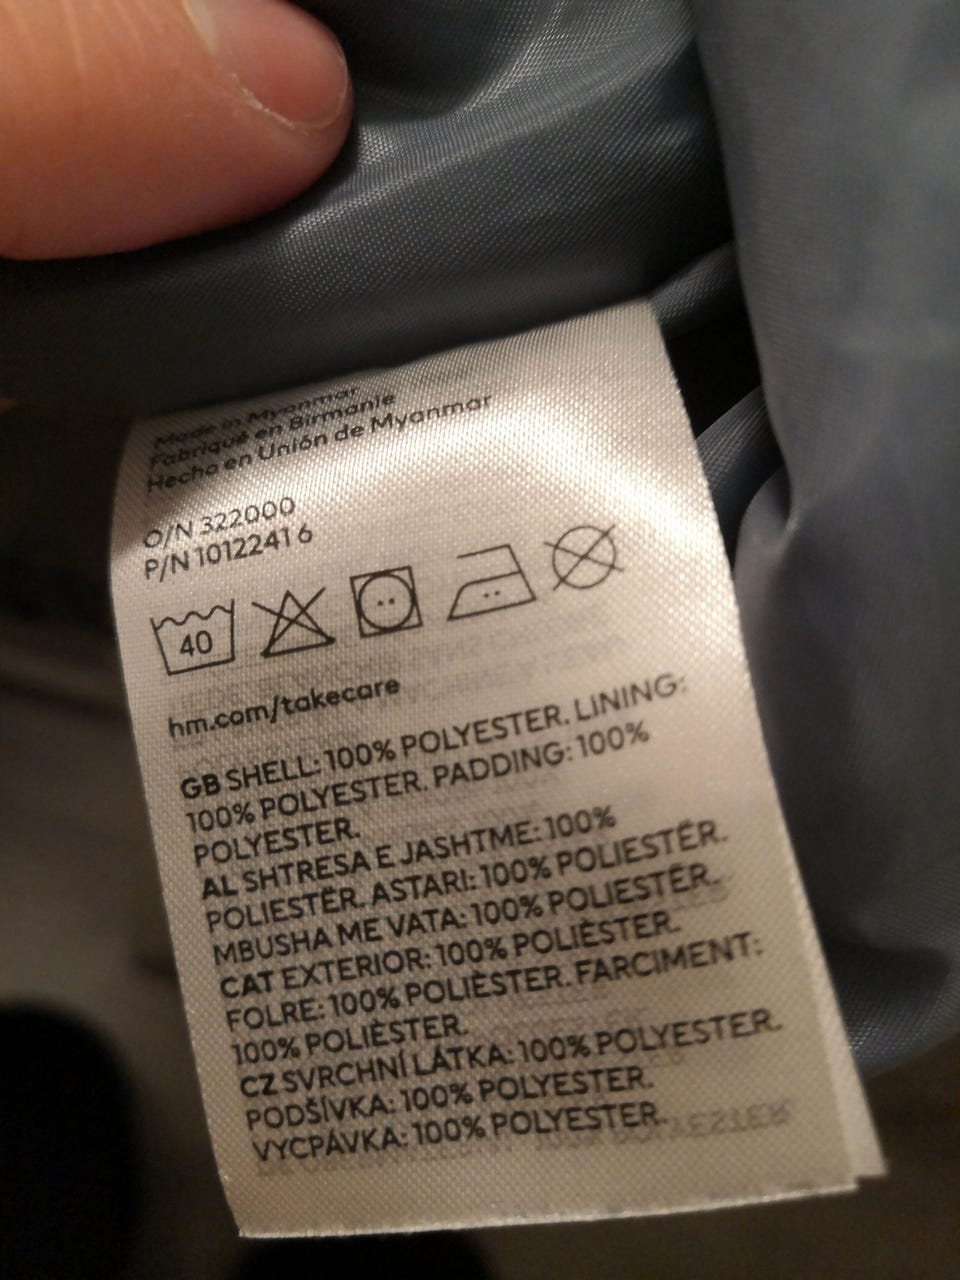 Made in Myanmar
Fabriqué en Birmanie
Hecho en Unión de Myanmar
O/N 322000
P/N 10122416
40
hm.com/takecare
GB SHELL: 100% POLYESTER. LINING:
100% POLYESTER. PADDING: 100%
POLYESTER.
AL SHTRESA E JASHTME: 100%
POLIESTËR. ASTARI: 100% POLIESTËR.
MBUSHA ME VATA: 100% POLIESTËR.
CAT EXTERIOR: 100% POLIÈSTER.
FOLRE: 100% POLIÈSTER. FARCIMENT:
100% POLIÈSTER.
CZ SVRCHNÍ LÁTKA: 100% POLYESTER.
PODŠÍVKA: 100% POLYESTER.
VYCPÁVKA: 100% POLYESTER.